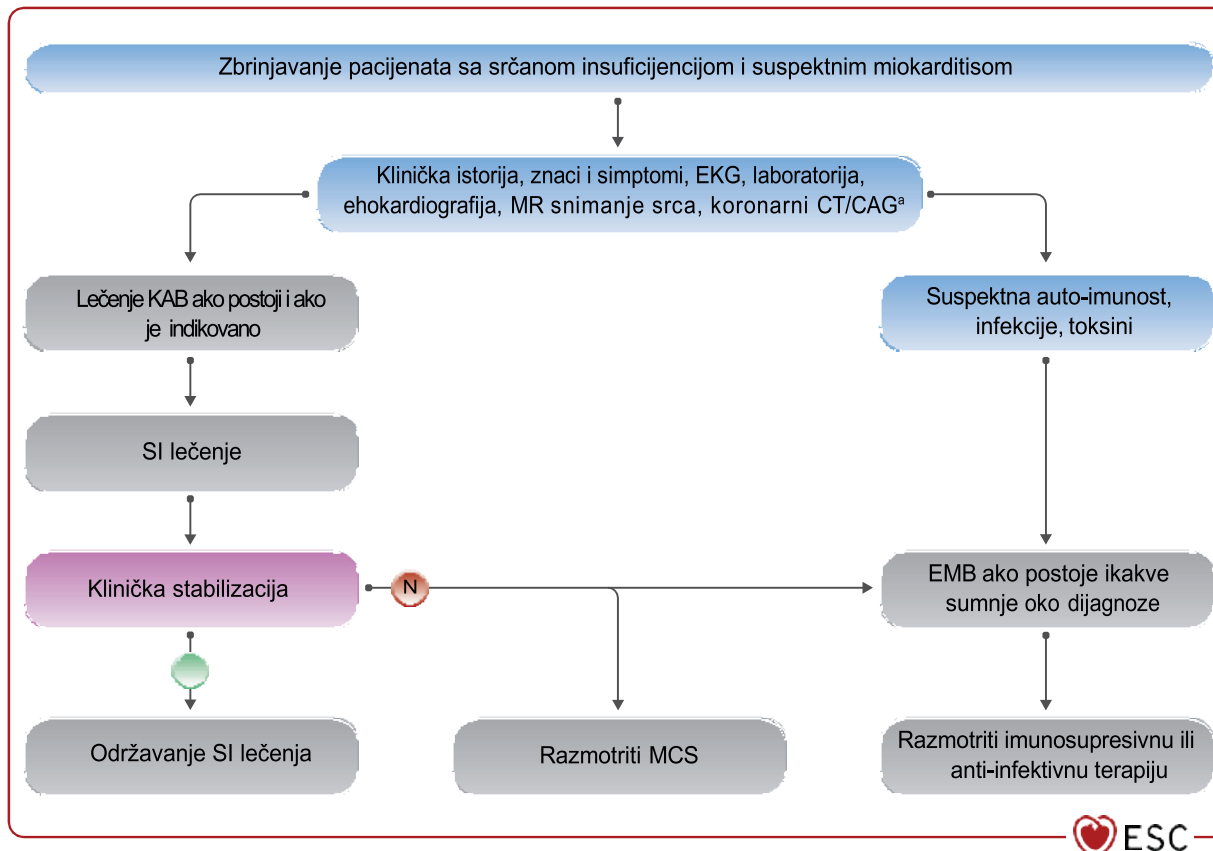 Zbrinjavanje pacijenata sa srčanom insuficijencijom i suspektnim miokarditisom
Klinička istorija, znaci i simptomi, EKG, laboratorija,
ehokardiografija, MR snimanje srca, koronarni CT/CAGᵃ
Lečenje KAB ako postoji i ako
je indikovano
Suspektna auto-imunost,
infekcije, toksini
SI lečenje
Klinička stabilizacija
N
EMB ako postoje ikakve
sumnje oko dijagnoze
Održavanje SI lečenja
Razmotriti MCS
Razmotriti imunosupresivnu ili
anti-infektivnu terapiju
ESC